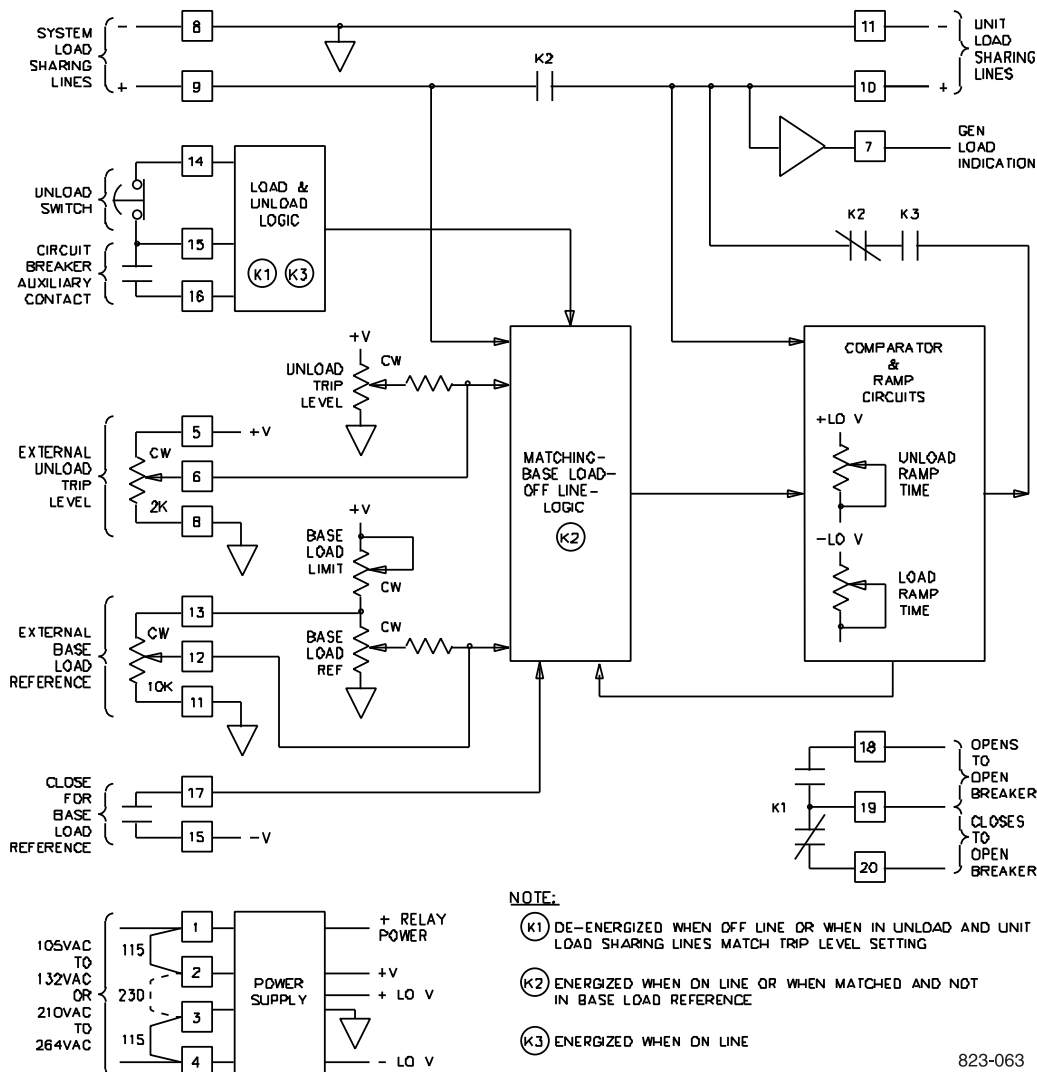 SYSTEM
LOAD
SHARING
LINES
-
8
11
-
UNIT
LOAD
SHARING
LINES
+
9
K2
10
+
7
GEN
LOAD
INDICATION
UNLOAD
SWITCH
14
LOAD &
UNLOAD
LOGIC
K1 K3
CIRCUIT
BREAKER
AUXILIARY
CONTACT
15
16
K2 K3
+V
CW
UNLOAD
TRIP
LEVEL
EXTERNAL
UNLOAD
TRIP
LEVEL
5
+V
CW
6
2K
8
MATCHING-
BASE LOAD-
OFF LINE-
LOGIC
K2
COMPARATOR
&
RAMP
CIRCUITS
+LO V
UNLOAD
RAMP
TIME
-LO V
LOAD
RAMP
TIME
+V
BASE
LOAD
LIMIT
CW
EXTERNAL
BASE
LOAD
REFERENCE
13
CW
12
10K
11
BASE
LOAD
REF
CW
CLOSE
FOR
BASE
LOAD
REFERENCE
17
15
-V
K1
18
OPENS
TO
OPEN
BREAKER
19
CLOSES
TO
OPEN
BREAKER
20
105VAC
TO
132VAC
OR
210VAC
TO
264VAC
115
230
115
1
2
3
4
POWER
SUPPLY
+ RELAY
POWER
+V
+ LO V
- LO V
NOTE:
K1 DE-ENERGIZED WHEN OFF LINE OR WHEN IN UNLOAD AND UNIT
LOAD SHARING LINES MATCH TRIP LEVEL SETTING
K2 ENERGIZED WHEN ON LINE OR WHEN MATCHED AND NOT
IN BASE LOAD REFERENCE
K3 ENERGIZED WHEN ON LINE
823-063